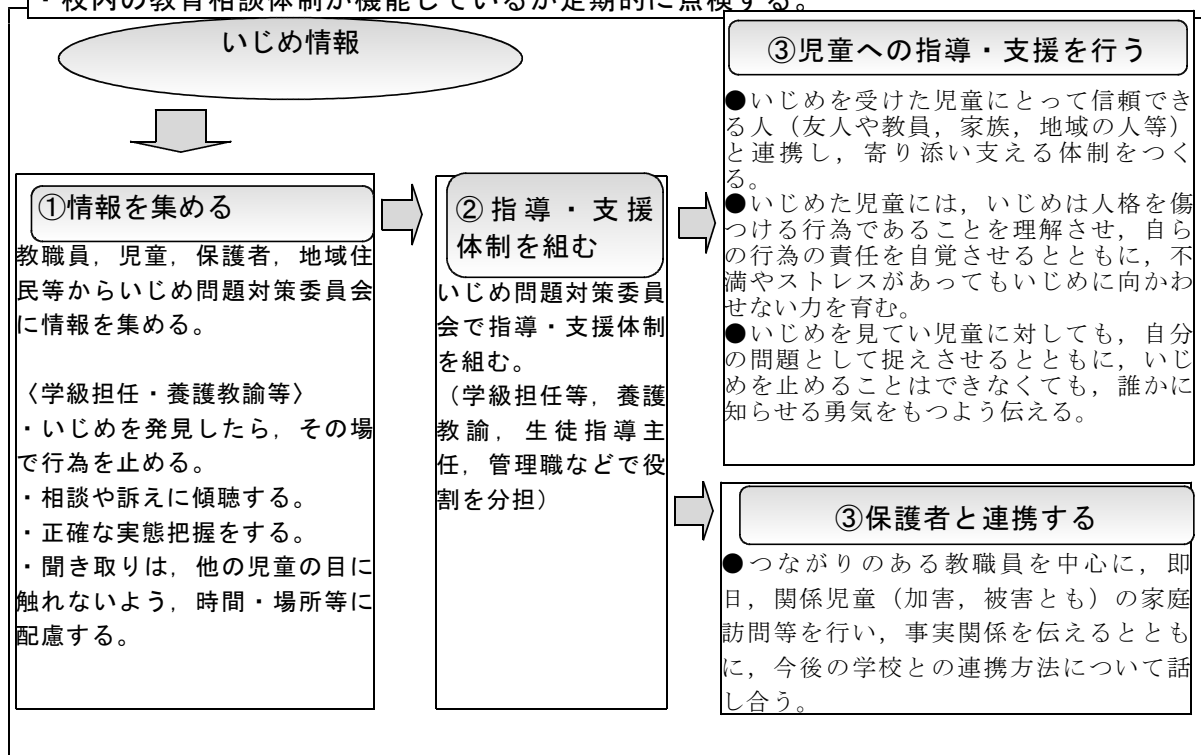 ・校内の教育相談体制が機能しているか定期的に点検する。
いじめ情報
①情報を集める
教職員，児童，保護者，地域住
民等からいじめ問題対策委員会
に情報を集める。
〈学級担任・養護教諭等〉
・いじめを発見したら，その場
で行為を止める。
・相談や訴えに傾聴する。
・正確な実態把握をする。
・聞き取りは，他の児童の目に
触れないよう，時間・場所等に
配慮する。
②指導・支援
体制を組む
いじめ問題対策委員
会で指導・支援体制
を組む。
（学級担任等，養護
教諭，生徒指導主
任，管理職などで役
割を分担）
③児童への指導・支援を行う
●いじめを受けた児童にとって信頼でき
る人（友人や教員，家族，地域の人等）
と連携し，寄り添い支える体制をつく
る。
●いじめた児童には，いじめは人格を傷
つける行為であることを理解させ，自ら
の行為の責任を自覚させるとともに，不
満やストレスがあってもいじめに向かわ
せない力を育む。
●いじめを見てい児童に対しても，自分
の問題として捉えさせるとともに，いじ
めを止めることはできなくても，誰かに
知らせる勇気をもつよう伝える。
③保護者と連携する
●つながりのある教職員を中心に，即
日，関係児童（加害，被害とも）の家庭
訪問等を行い，事実関係を伝えるととも
に，今後の学校との連携方法について話
し合う。